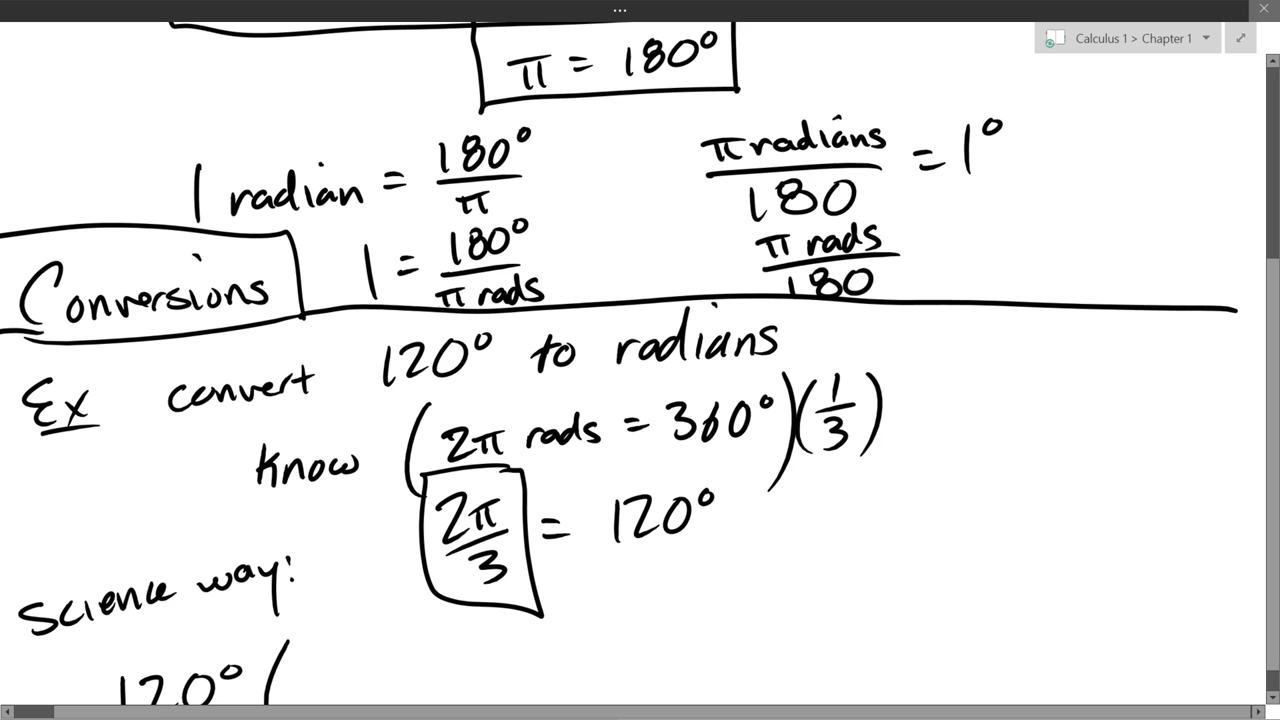 ...
Calculus 1 > Chapter 1
π = 180°
1 radian = 180°/π
π radians/180 = 1°
1 = 180°/π rads
π rads/180
Conversions
Ex convert 120° to radians
know (2π rads = 360°)(1/3)
2π/3 = 120°
Science way:
120° (